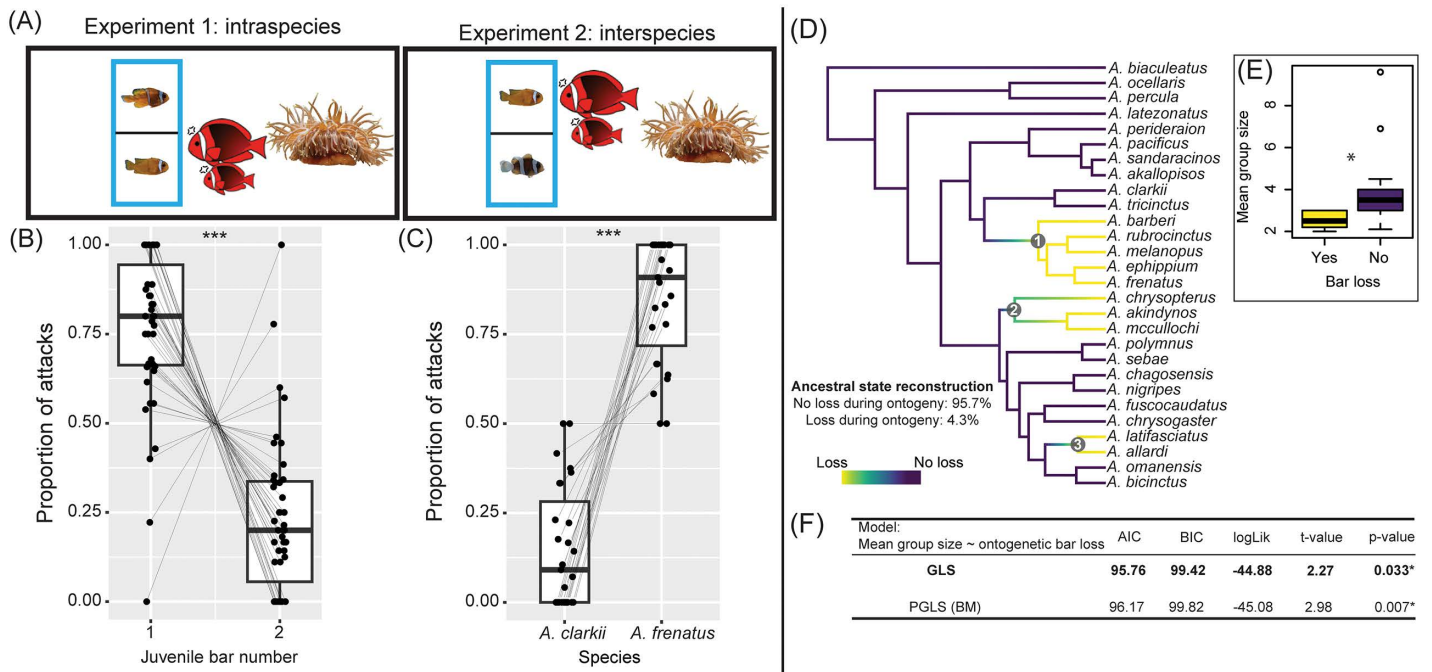 (A)
Experiment 1: intraspecies
Experiment 2: interspecies
(B)
***
1.00
0.75
0.50
0.25
0.00
Proportion of attacks
1
2
Juvenile bar number
(C)
***
1.00
0.75
0.50
0.25
0.00
Proportion of attacks
A. clarkii
A. frenatus
Species
(D)
A. biaculeatus
A. ocellaris
A. percula
A. latezonatus
A. perideraion
A. pacificus
A. sandaracinos
A. akallopisos
A. clarkii
A. tricinctus
A. barberi
1
A. rubrocinctus
A. melanopus
A. ephippium
A. frenatus
A. chrysopterus
2
A. akindynos
A. mccullochi
A. polymnus
A. sebae
A. chagosensis
A. nigripes
A. fuscocaudatus
A. chrysogaster
A. latifasciatus
3
A. allardi
A. omanensis
A. bicinctus
Ancestral state reconstruction
No loss during ontogeny: 95.7%
Loss during ontogeny: 4.3%
Loss
No loss
(E)
8
6
4
2
Mean group size
*
Yes
No
Bar loss
(F)
Model:
Mean group size ~ ontogenetic bar loss AIC BIC logLik t-value p-value
GLS 95.76 99.42 -44.88 2.27 0.033*
PGLS (BM) 96.17 99.82 -45.08 2.98 0.007*